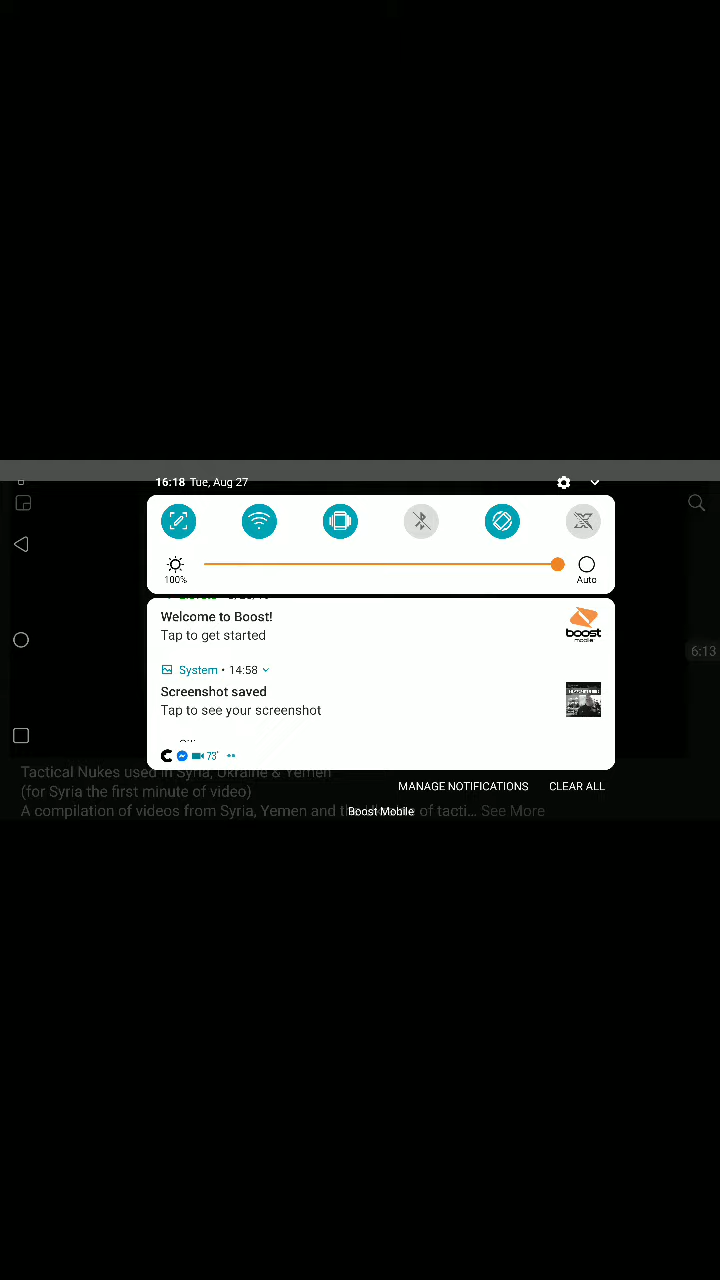 16:18 Tue, Aug 27
100%
Auto
Welcome to Boost!
Tap to get started
boost
mobile
System • 14:58
Screenshot saved
Tap to see your screenshot
73°
6:13
Tactical Nukes used in Syria, Ukraine & Yemen
(for Syria the first minute of video)
MANAGE NOTIFICATIONS CLEAR ALL
A compilation of videos from Syria, Yemen and of tacti... See More
Boost Mobile